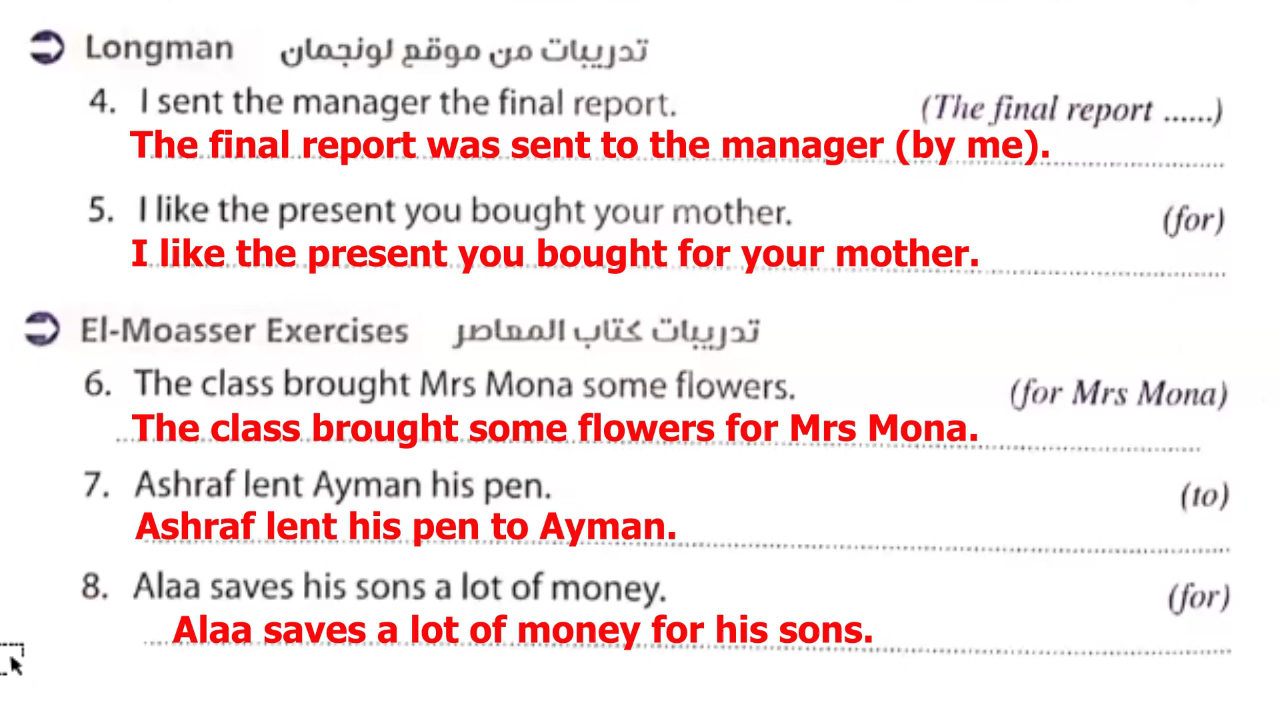 Longman تدريبات من موقع لونجمان
4. I sent the manager the final report. (The final report ......)
The final report was sent to the manager (by me).
5. I like the present you bought your mother. (for)
I like the present you bought for your mother.
El-Moasser Exercises تدريبات كتاب المعاصر
6. The class brought Mrs Mona some flowers. (for Mrs Mona)
The class brought some flowers for Mrs Mona.
7. Ashraf lent Ayman his pen. (to)
Ashraf lent his pen to Ayman.
8. Alaa saves his sons a lot of money. (for)
Alaa saves a lot of money for his sons.